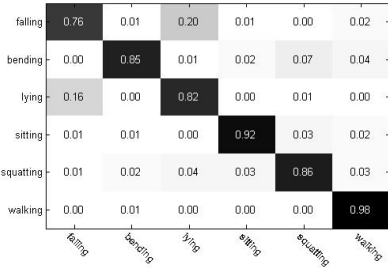 falling 0.76 0.01 0.20 0.01 0.00 0.02
bending 0.00 0.85 0.01 0.02 0.07 0.04
lying 0.16 0.00 0.82 0.00 0.01 0.00
sitting 0.01 0.01 0.00 0.92 0.03 0.02
squatting 0.01 0.02 0.04 0.03 0.86 0.03
walking 0.00 0.01 0.00 0.00 0.00 0.98
falling bending lying sitting squatting walking